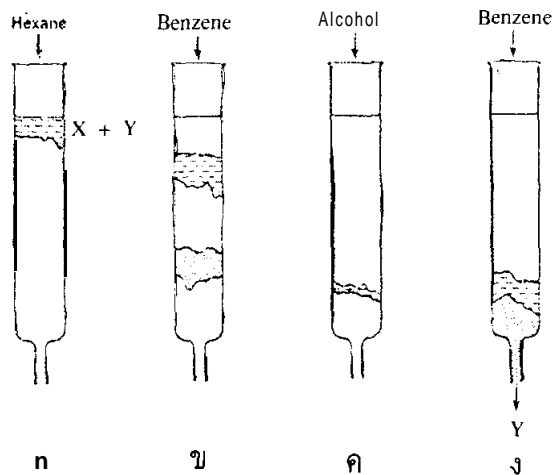 Hexane Benzene Alcohol Benzene
X + Y
Y
ก ข ค ง